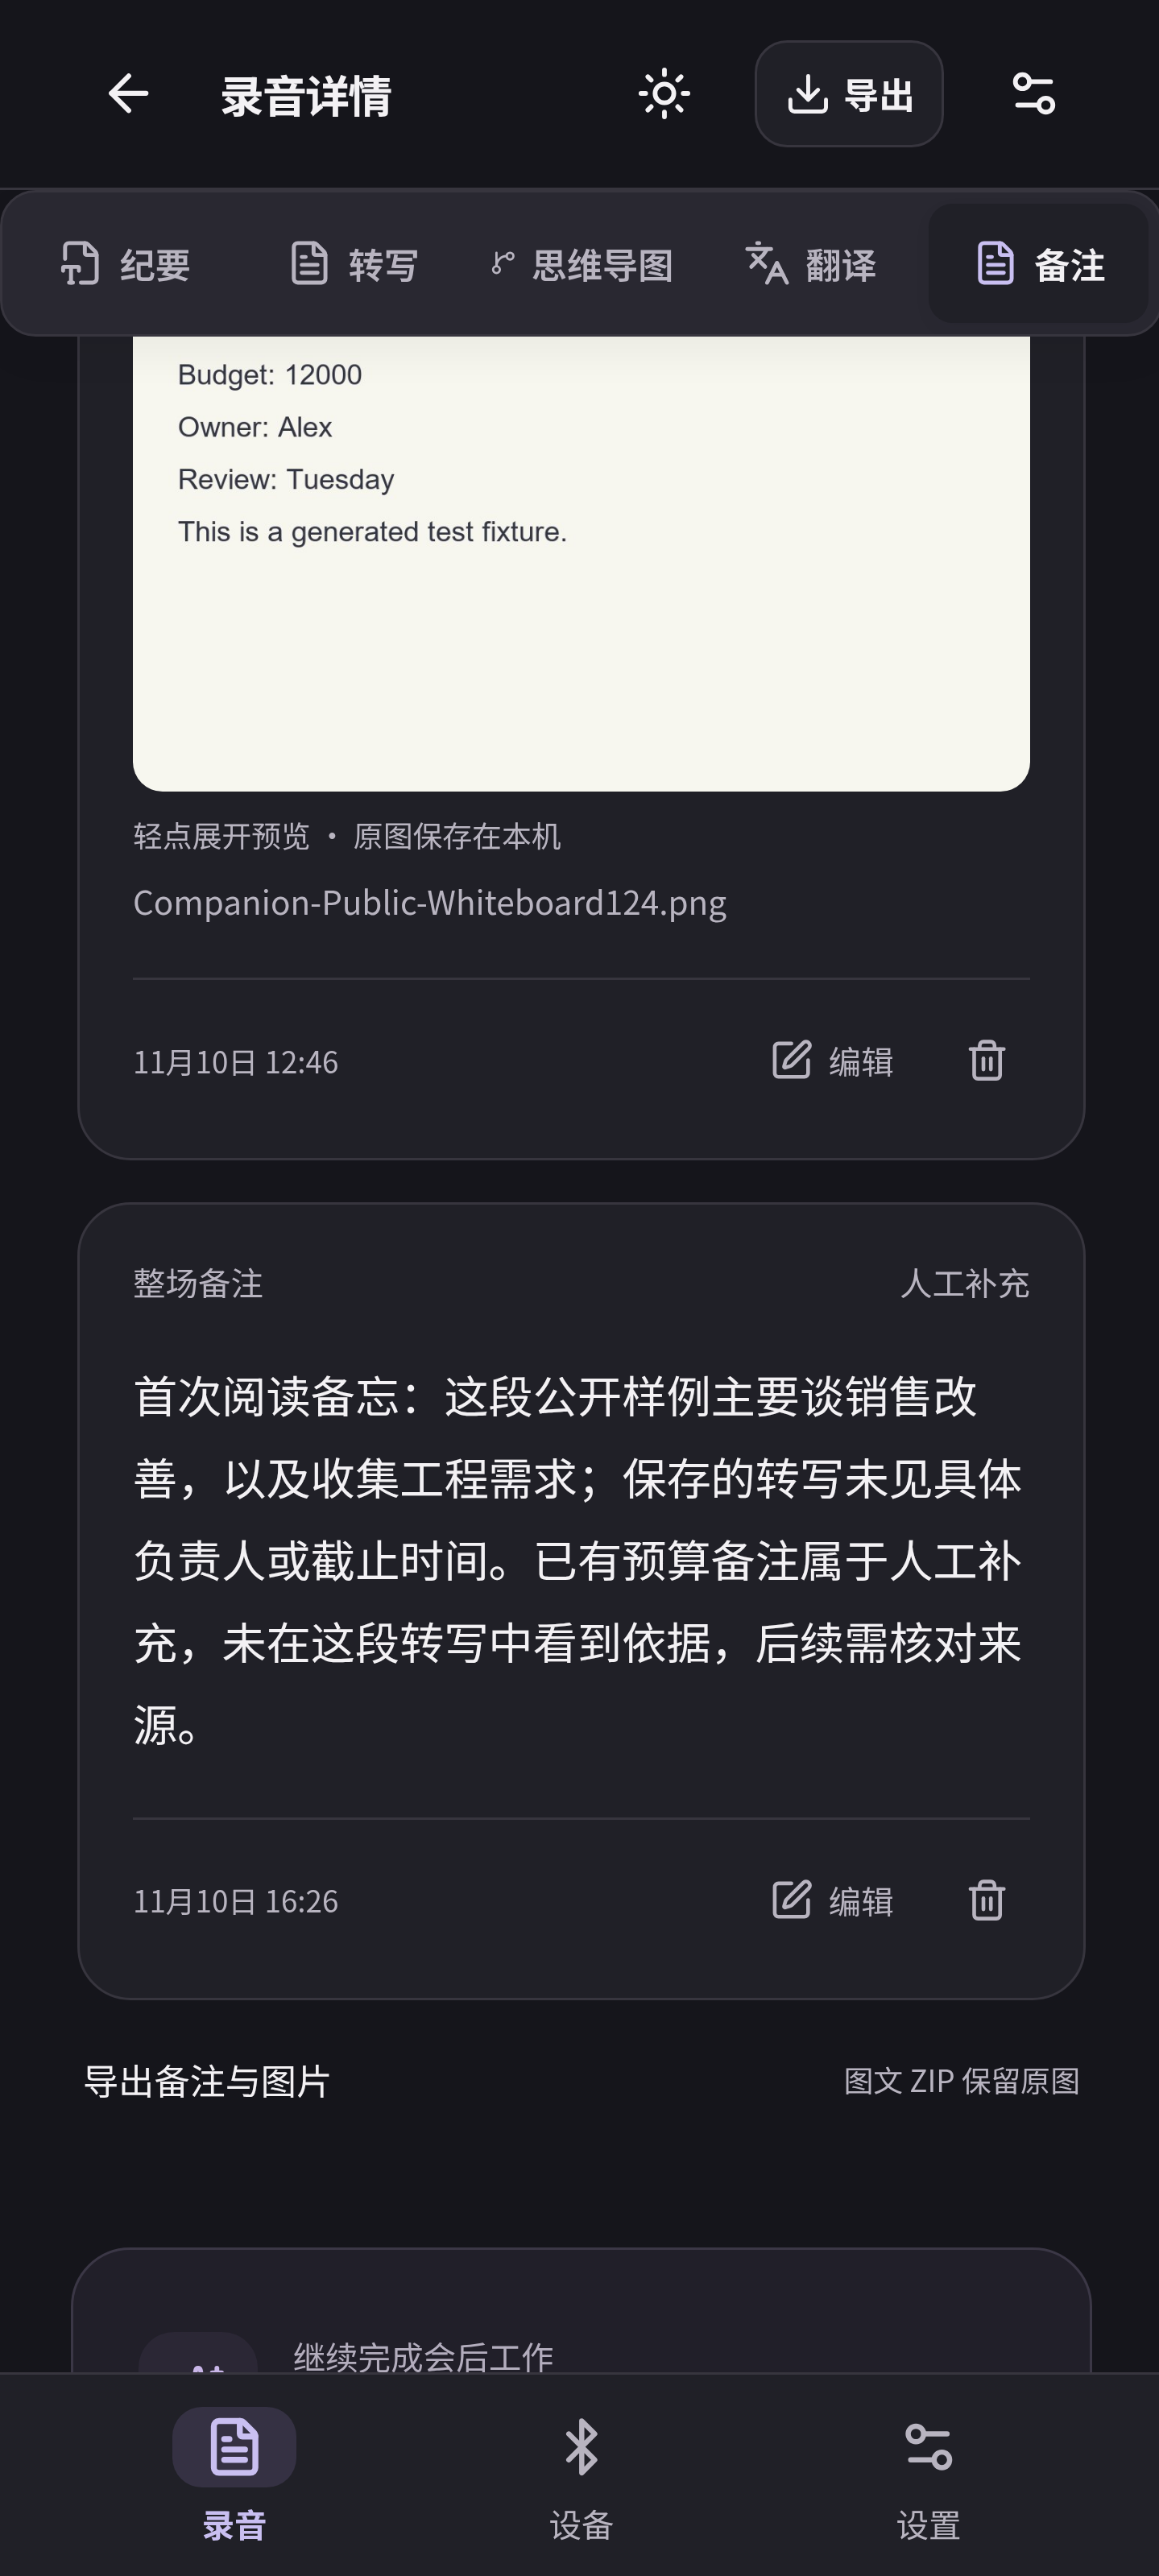 录音详情
导出
纪要
转写
思维导图
翻译
备注
Budget: 12000
Owner: Alex
Review: Tuesday
This is a generated test fixture.
轻点展开预览 · 原图保存在本机
Companion-Public-Whiteboard124.png
11月10日 12:46
编辑
整场备注
人工补充
首次阅读备忘：这段公开样例主要谈销售改
善，以及收集工程需求；保存的转写未见具体
负责人或截止时间。已有预算备注属于人工补
充，未在这段转写中看到依据，后续需核对来
源。
11月10日 16:26
编辑
导出备注与图片
图文 ZIP 保留原图
继续完成会后工作
录音
设备
设置